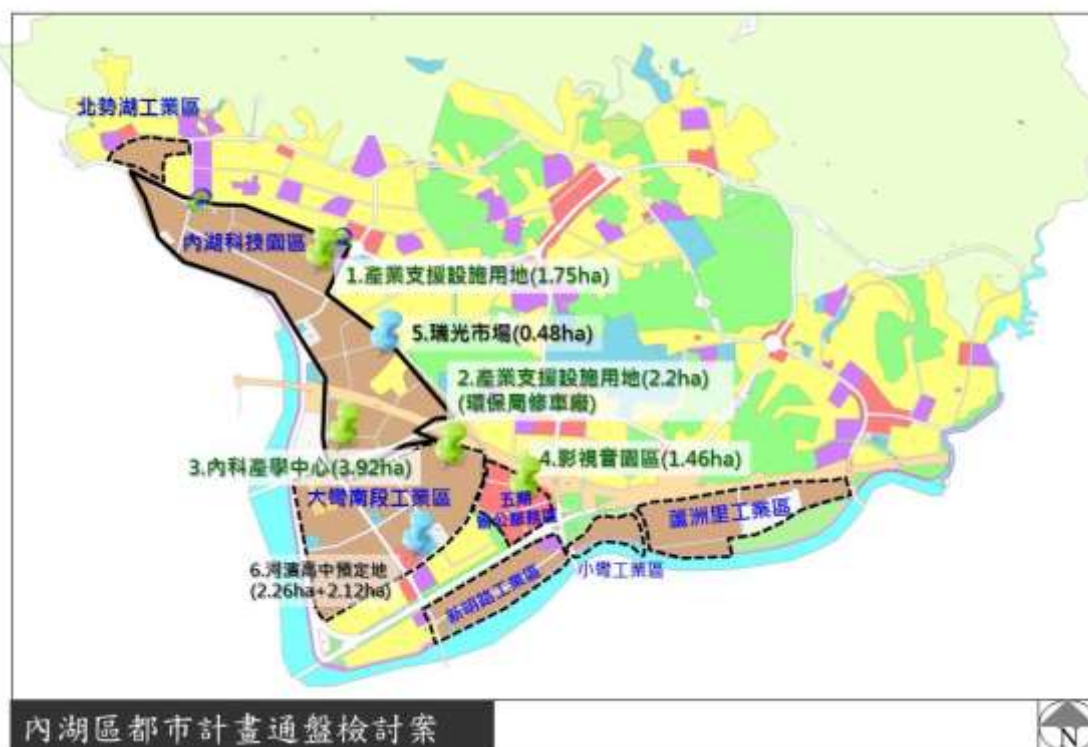 北勢湖工業區
內湖科技園區
1.產業支援設施用地(1.75ha)
5.瑞光市場(0.48ha)
2.產業支援設施用地(2.2ha)
(環保局修車廠)
3.內科產學中心(3.92ha)
4.影視音園區(1.46ha)
大彎南段工業區
五期
蘆洲里工業區
6.河濱高中預定地
(2.26ha+2.12ha)
新明路工業區
小彎工業區
內湖區都市計畫通盤檢討案
N